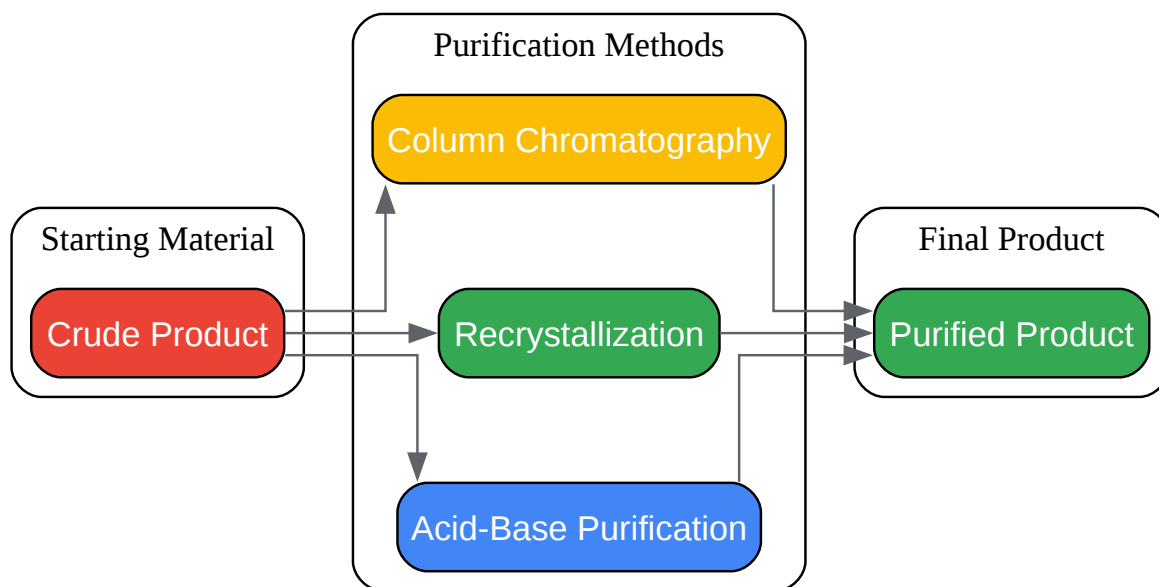 Purification Methods
Column Chromatography
Starting Material
Final Product
Crude Product
Recrystallization
Purified Product
Acid-Base Purification